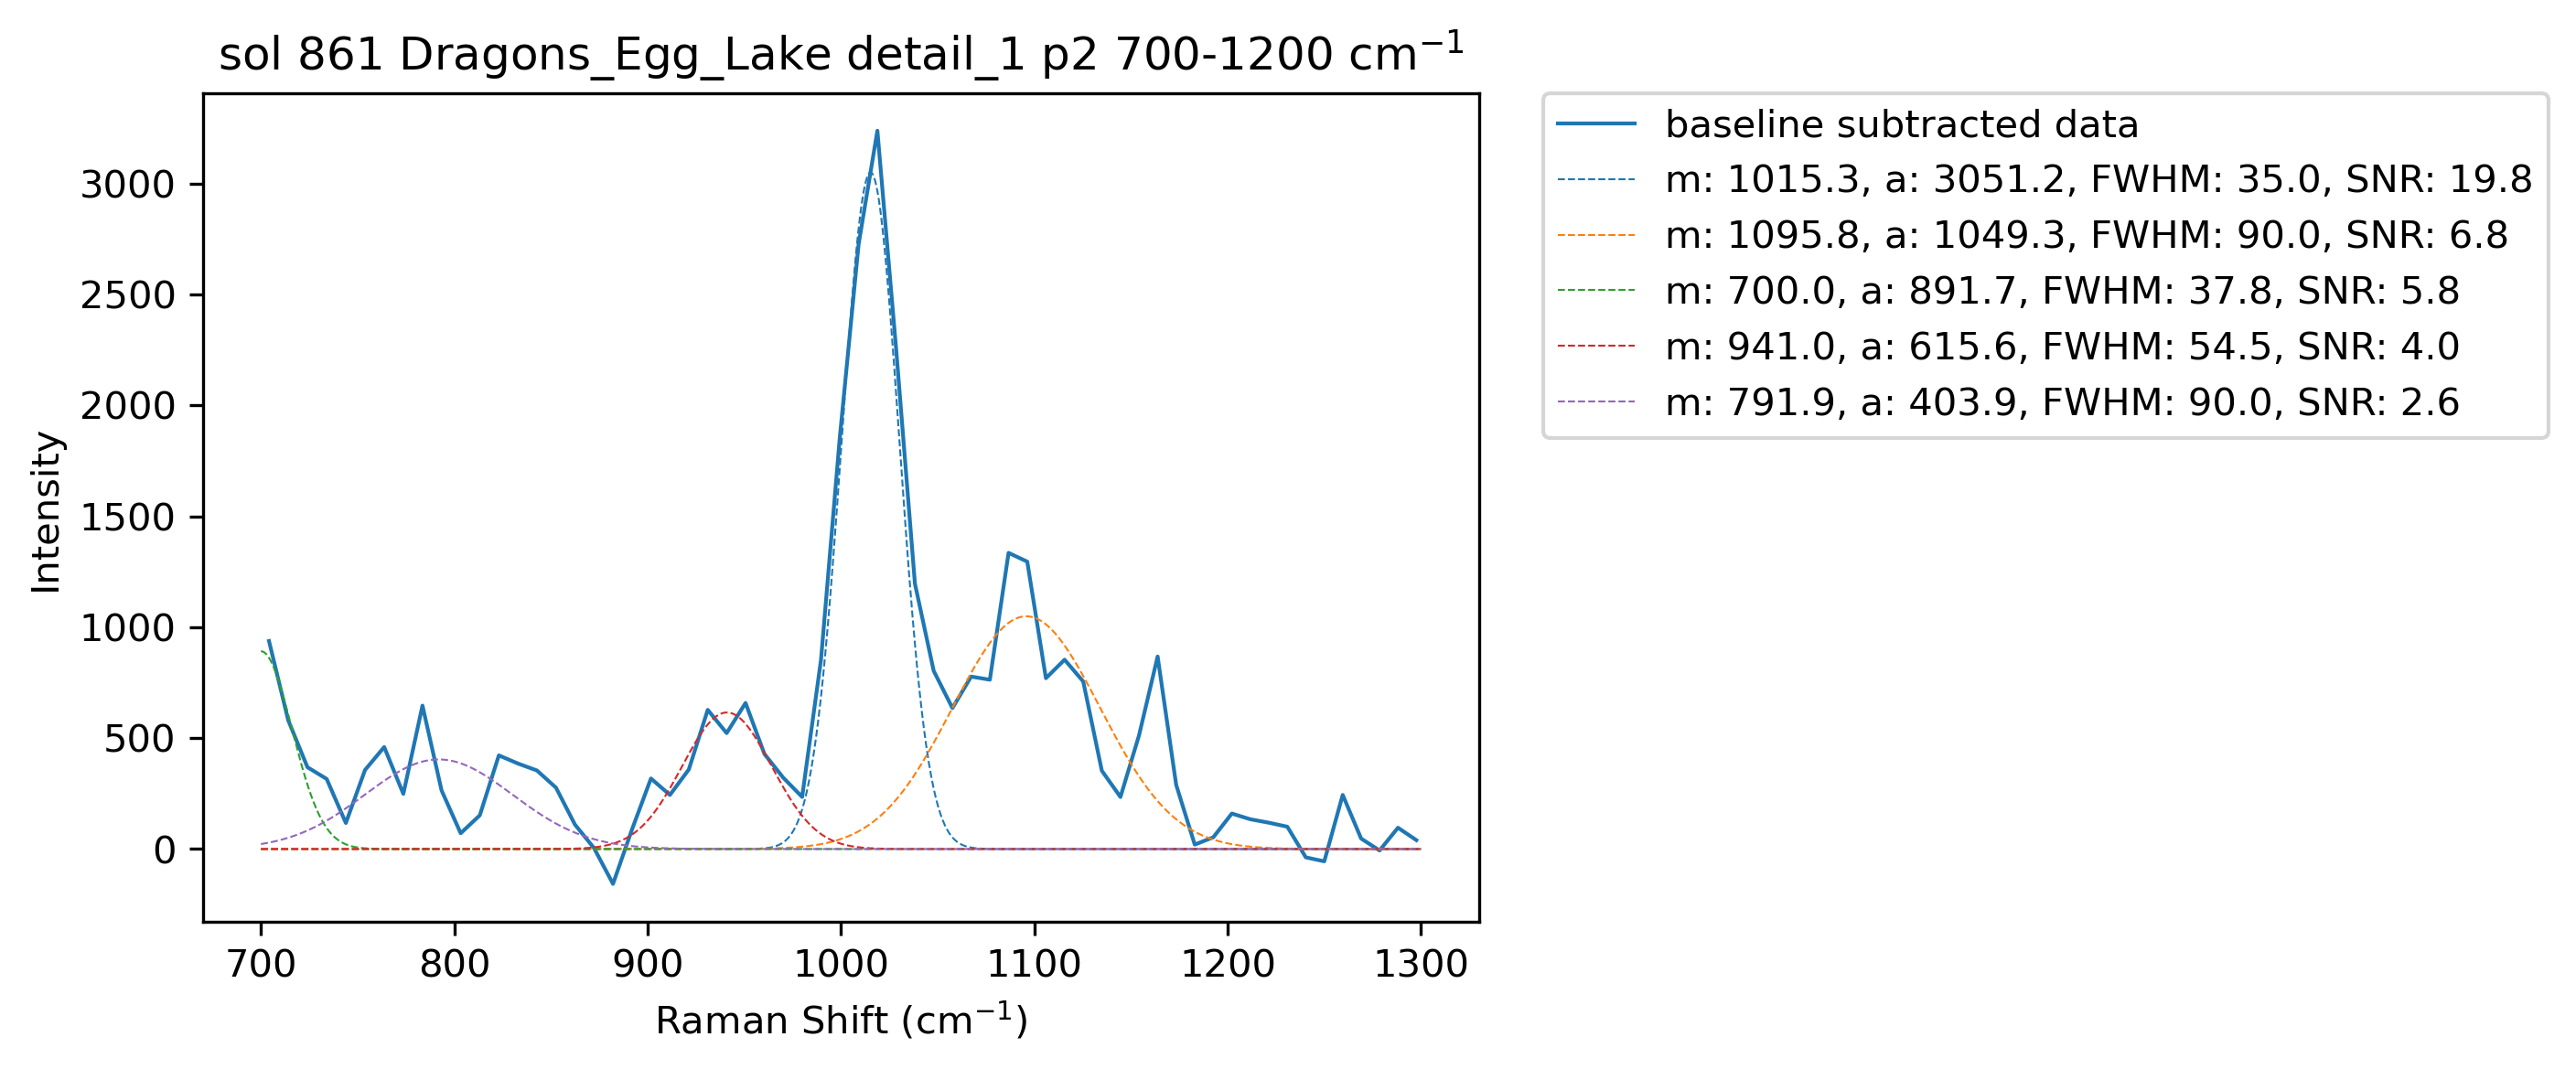 sol 861 Dragons_Egg_Lake detail_1 p2 700-1200 cm⁻¹
baseline subtracted data
m: 1015.3, a: 3051.2, FWHM: 35.0, SNR: 19.8
m: 1095.8, a: 1049.3, FWHM: 90.0, SNR: 6.8
m: 700.0, a: 891.7, FWHM: 37.8, SNR: 5.8
m: 941.0, a: 615.6, FWHM: 54.5, SNR: 4.0
m: 791.9, a: 403.9, FWHM: 90.0, SNR: 2.6
Intensity
3000
2500
2000
1500
1000
500
0
700 800 900 1000 1100 1200 1300
Raman Shift (cm⁻¹)